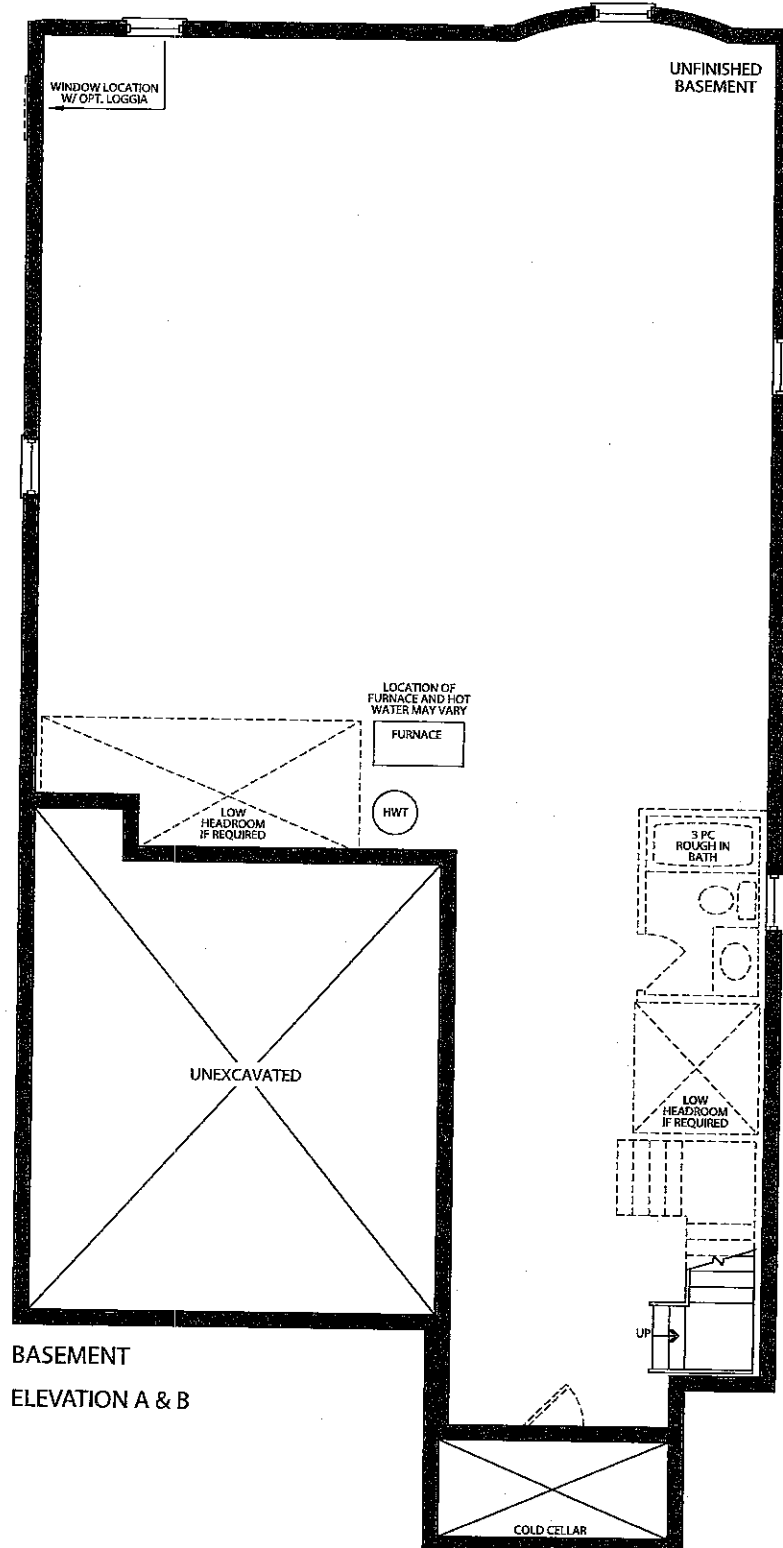 UNFINISHED
BASEMENT
WINDOW LOCATION
W/ OPT. LOGGIA
LOCATION OF
FURNACE AND HOT
WATER MAY VARY
FURNACE
HWT
LOW
HEADROOM
IF REQUIRED
3 PC
ROUGH IN
BATH
UNEXCAVATED
LOW
HEADROOM
IF REQUIRED
UP
BASEMENT
ELEVATION A & B
COLD CELLAR